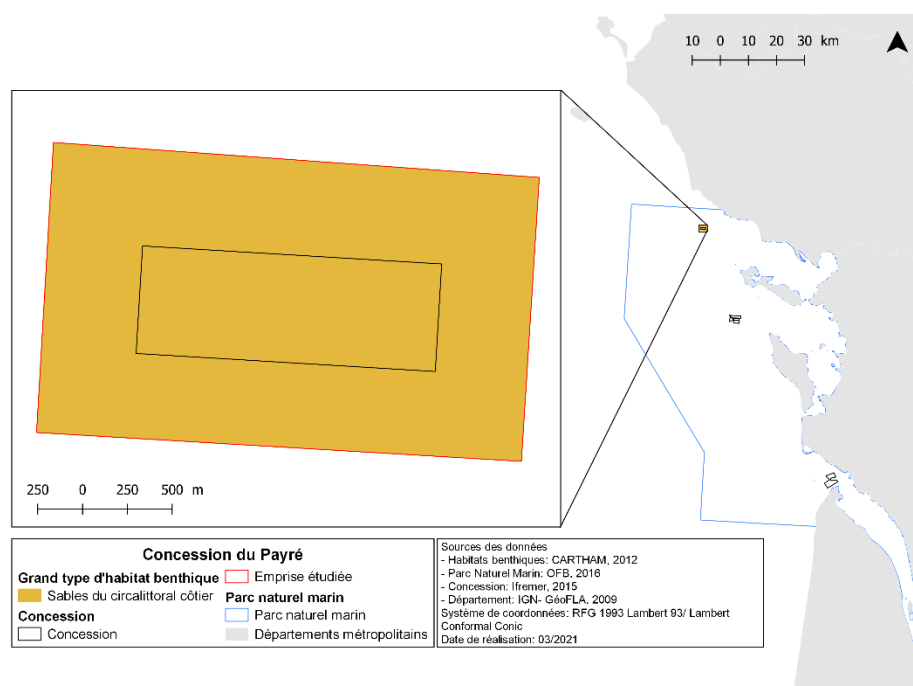 10 0 10 20 30 km
250 0 250 500 m
Concession du Payré
Grand type d'habitat benthique
Sables du circalittoral côtier
Concession
Concession
Emprise étudiée
Parc naturel marin
Parc naturel marin
Départements métropolitains
Sources des données
- Habitats benthiques: CARTHAM, 2012
- Parc Naturel Marin: OFB, 2016
- Concession: Ifremer, 2015
- Département: IGN- GéoFLA, 2009
Système de coordonnées: RFG 1993 Lambert 93/ Lambert
Conformal Conic
Date de réalisation: 03/2021